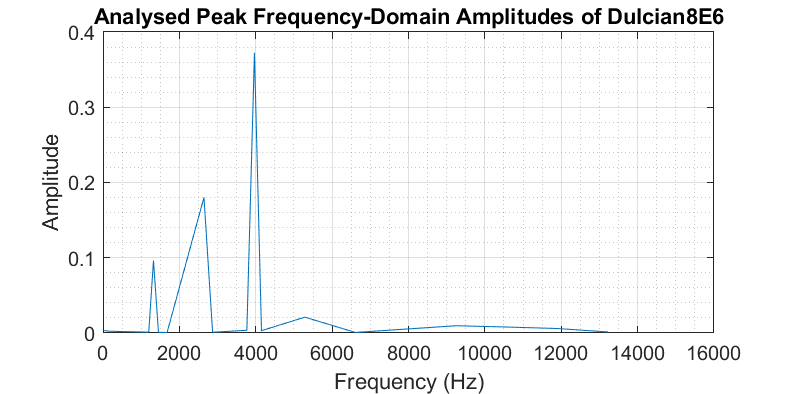 Analysed Peak Frequency-Domain Amplitudes of Dulcian8E6
0.4
0.3
0.2
0.1
0
Amplitude
0 2000 4000 6000 8000 10000 12000 14000 16000
Frequency (Hz)